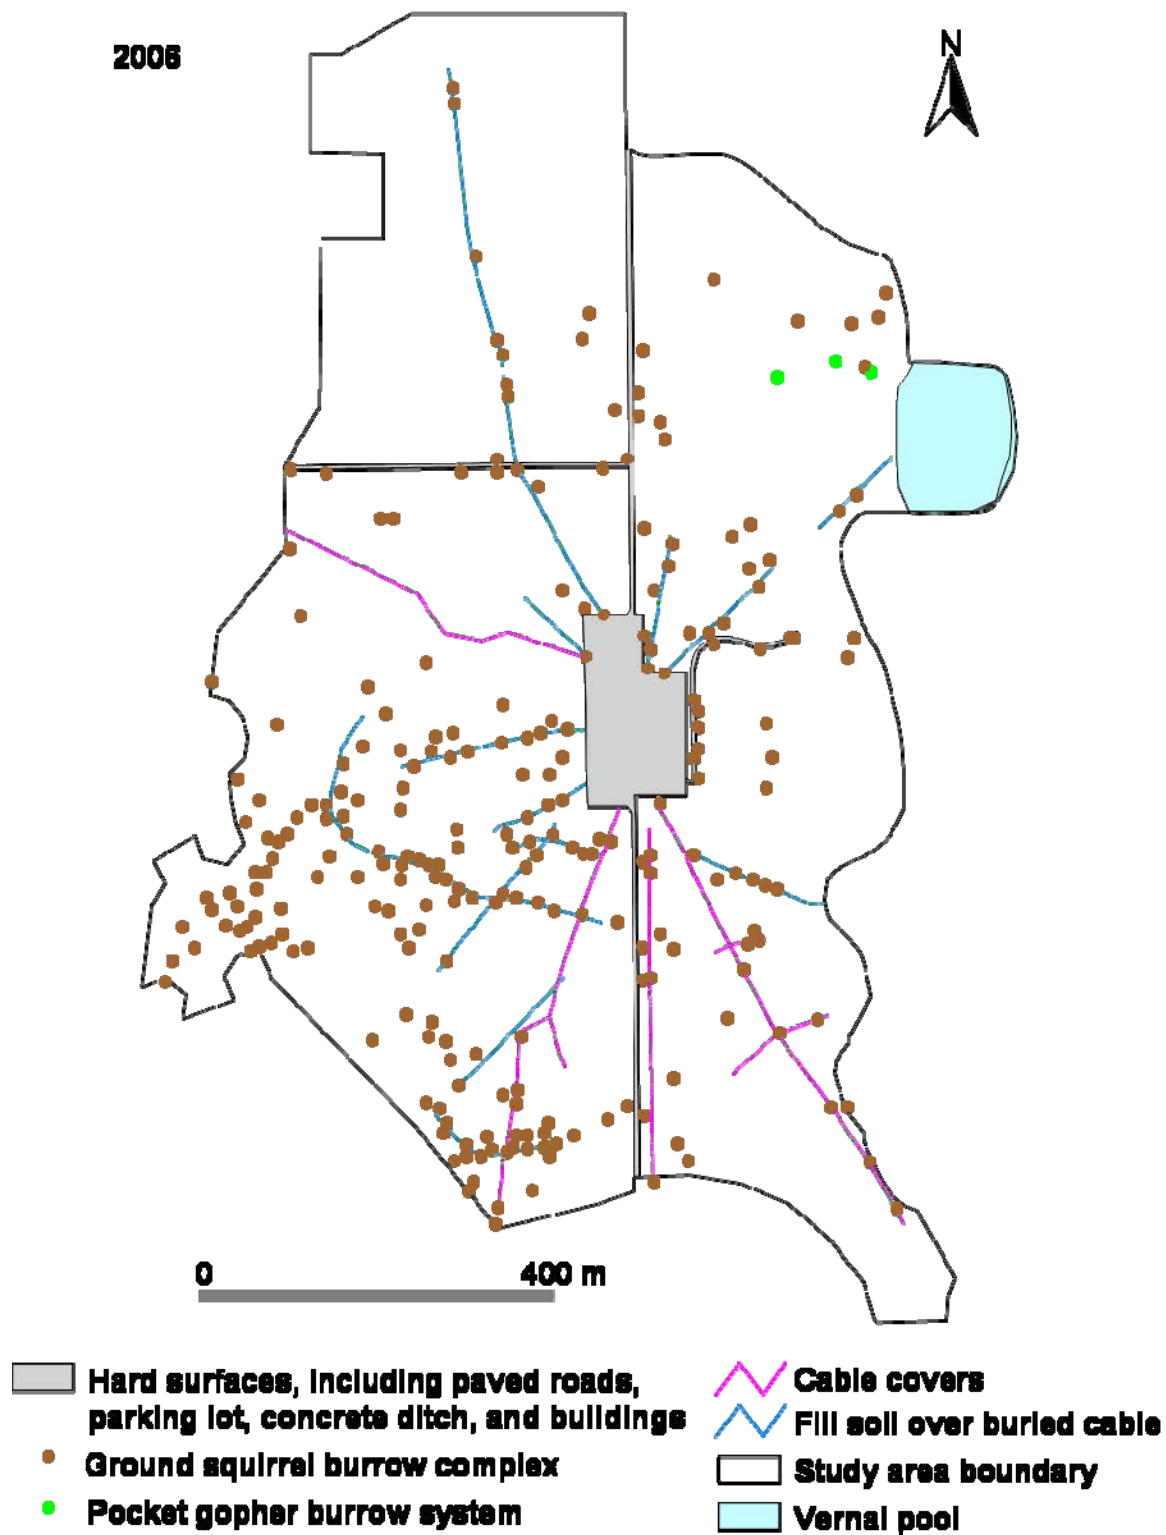 2006
N
0 400 m
Hard surfaces, including paved roads,
parking lot, concrete ditch, and buildings
Ground squirrel burrow complex
Pocket gopher burrow system
Cable covers
Fill soil over buried cable
Study area boundary
Vernal pool